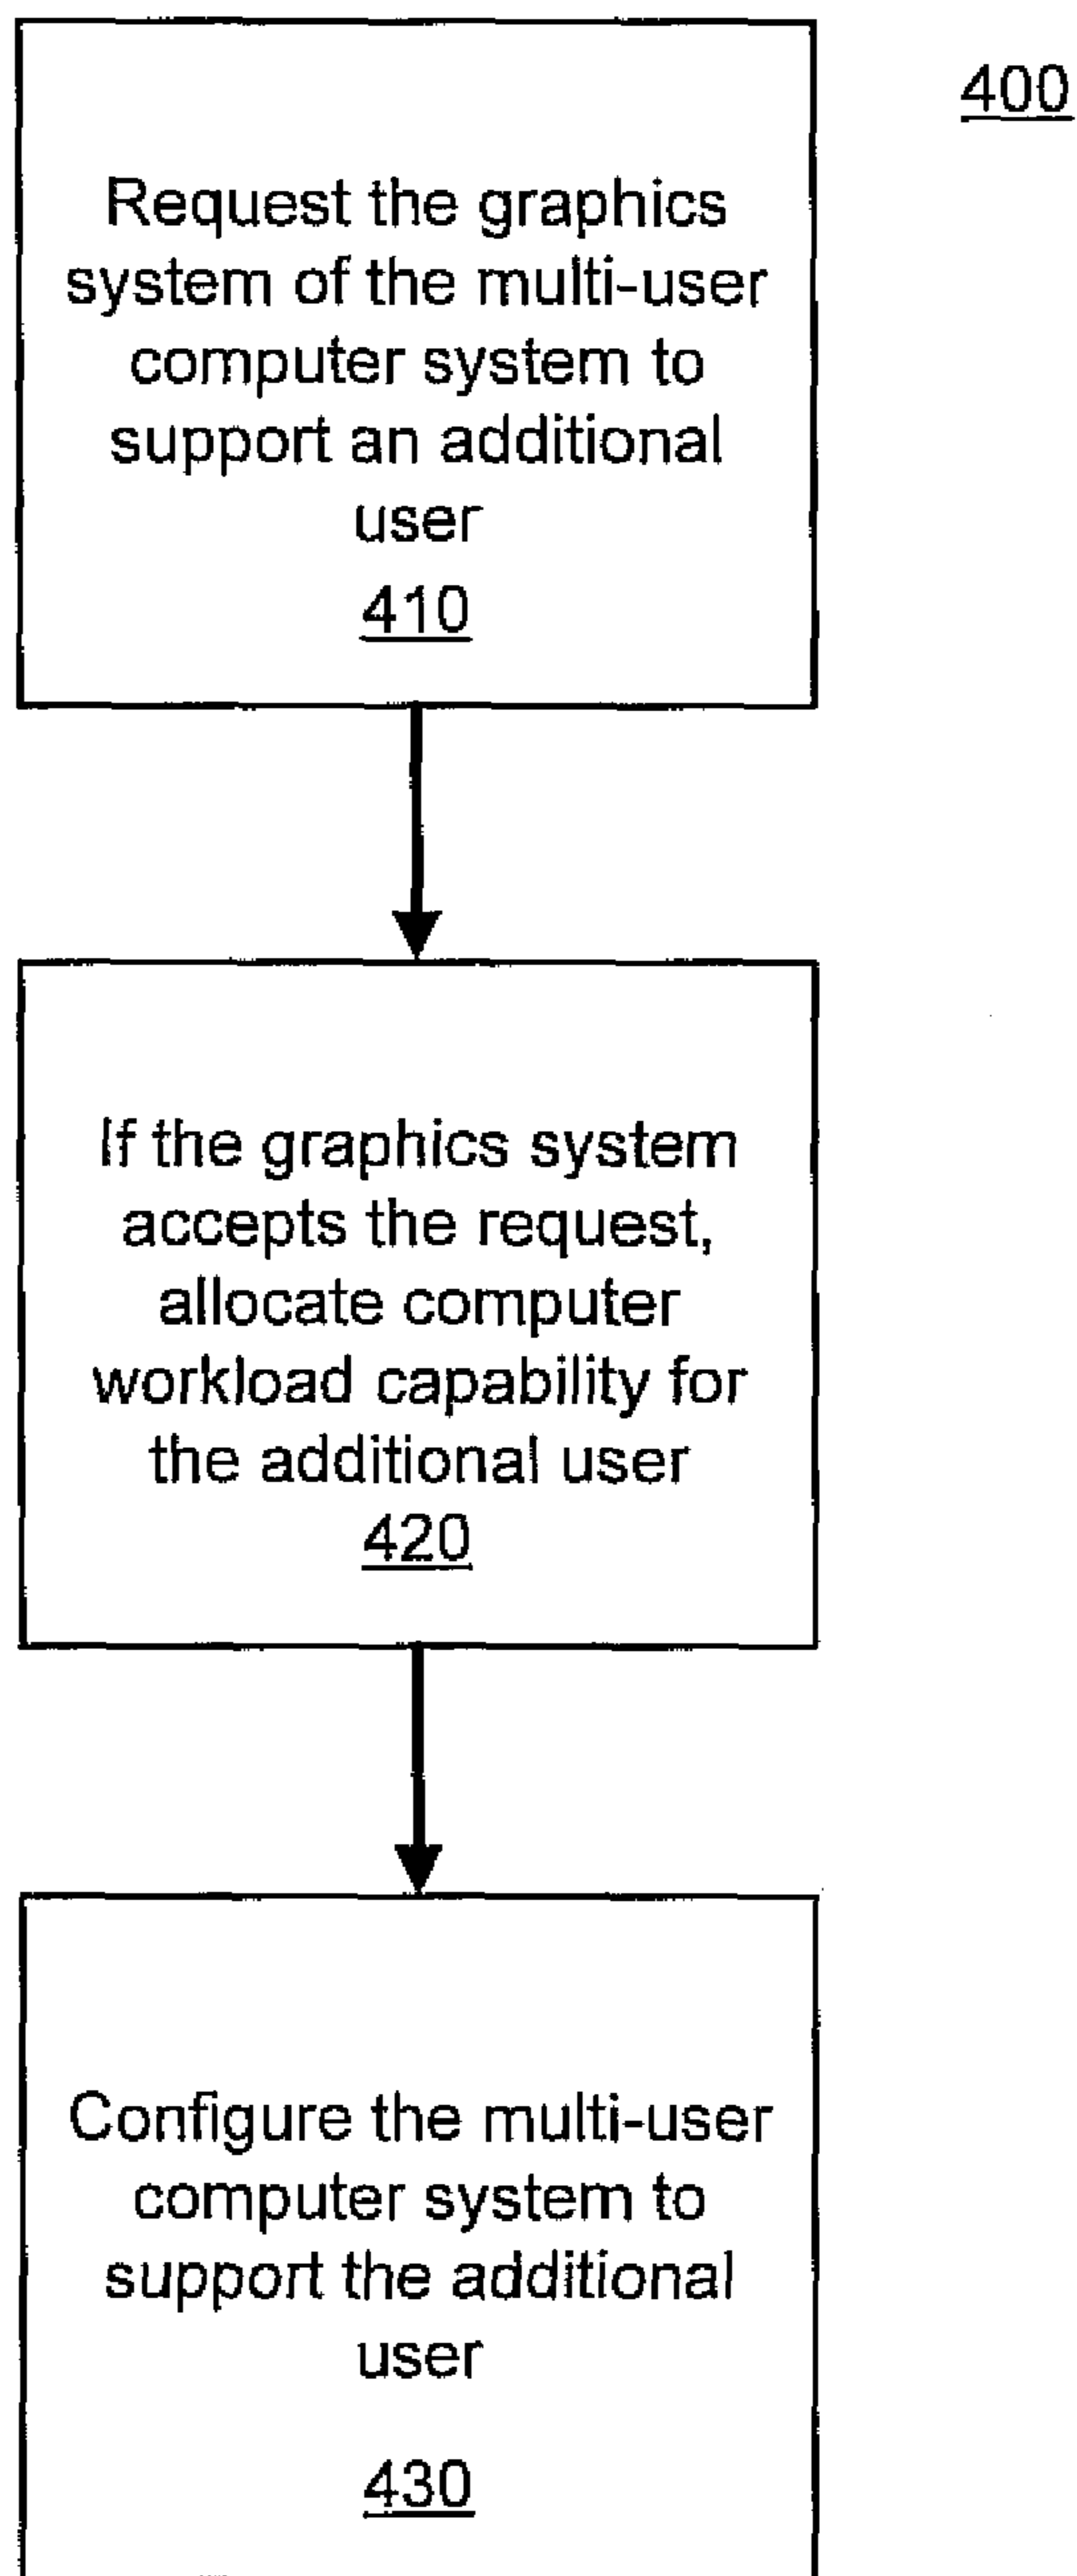 400
Request the graphics
system of the multi-user
computer system to
support an additional
user
410
If the graphics system
accepts the request,
allocate computer
workload capability for
the additional user
420
Configure the multi-user
computer system to
support the additional
user
430